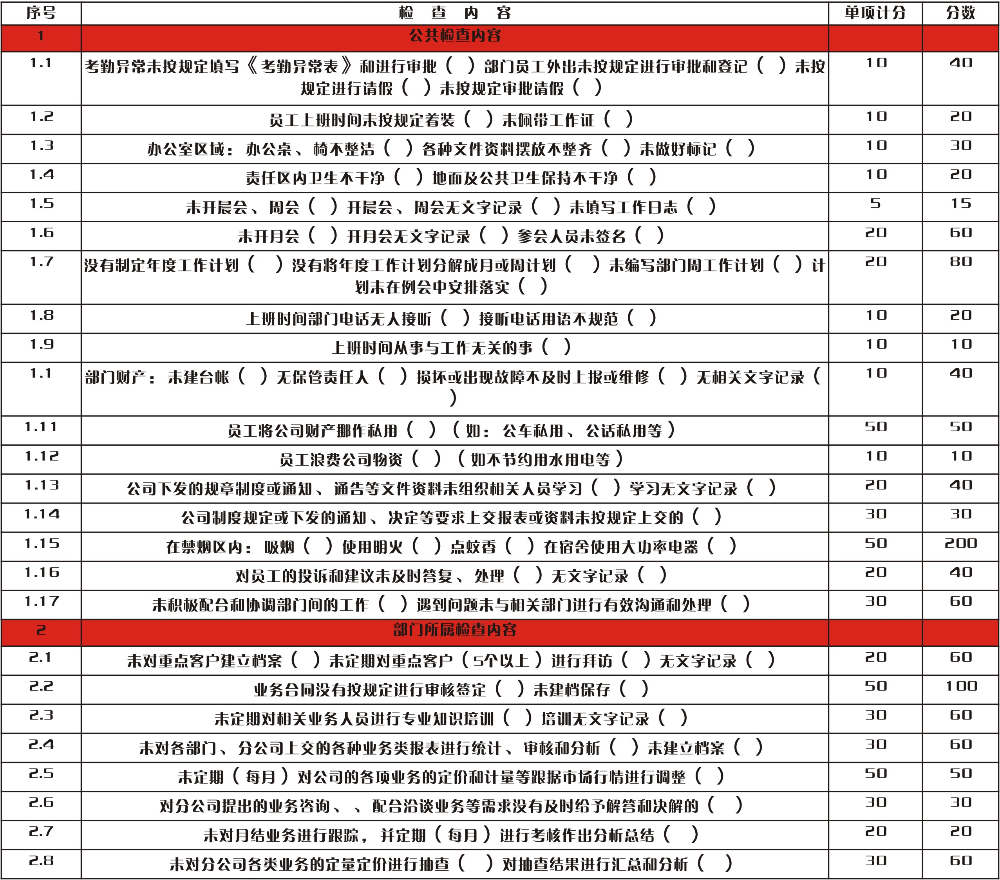 序号 检 查 内 容 单项计分 分数
1 公共检查内容
1.1 考勤异常未按规定填写《考勤异常表》和进行审批（ ）部门员工外出未按规定进行审批和登记（ ）未按 10 40
规定进行请假（ ）未按规定审批请假（ ）
1.2 员工上班时间未按规定着装（ ）未佩带工作证（ ） 10 20
1.3 办公室区域：办公桌、椅不整洁（ ）各种文件资料摆放不整齐（ ）未做好标记（ ） 10 30
1.4 责任区内卫生不干净（ ）地面及公共卫生保持不干净（ ） 10 20
1.5 未开晨会、周会（ ）开晨会、周会无文字记录（ ）未填写工作日志（ ） 5 15
1.6 未开月会（ ）开月会无文字记录（ ）参会人员未签名（ ） 20 60
1.7 没有制定年度工作计划（ ）没有将年度工作计划分解成月或周计划（ ）未编写部门周工作计划（ ）计 20 80
划未在例会中安排落实（ ）
1.8 上班时间部门电话无人接听（ ）接听电话用语不规范（ ） 10 20
1.9 上班时间从事与工作无关的事（ ） 10 10
1.1 部门财产：未建台帐（ ）无保管责任人（ ）损坏或出现故障不及时上报或维修（ ）无相关文字记录（ 10 40
）
1.11 员工将公司财产挪作私用（ ）（如：公车私用、公话私用等） 50 50
1.12 员工浪费公司物资（ ）（如不节约用水用电等） 10 10
1.13 公司下发的规章制度或通知、通告等文件资料未组织相关人员学习（ ）学习无文字记录（ ） 20 40
1.14 公司制度规定或下发的通知、决定等要求上交报表或资料未按规定上交的（ ） 30 30
1.15 在禁烟区内：吸烟（ ）使用明火（ ）点蚊香（ ）在宿舍使用大功率电器（ ） 50 200
1.16 对员工的投诉和建议未及时答复、处理（ ）无文字记录（ ） 20 40
1.17 未积极配合和协调部门间的工作（ ）遇到问题未与相关部门进行有效沟通和处理（ ） 30 60
2 部门所属检查内容
2.1 未对重点客户建立档案（ ）未定期对重点客户（5个以上）进行拜访（ ）无文字记录（ ） 20 60
2.2 业务合同没有按规定进行审核签定（ ）未建档保存（ ） 50 100
2.3 未定期对相关业务人员进行专业知识培训（ ）培训无文字记录（ ） 30 60
2.4 未对各部门、分公司上交的各种业务类报表进行统计、审核和分析（ ）未建立档案（ ） 30 60
2.5 未定期（每月）对公司的各项业务的定价和计量等跟据市场行情进行调整（ ） 50 50
2.6 对分公司提出的业务咨询、、配合洽谈业务等需求没有及时给予解答和决解的（ ） 30 30
2.7 未对月结业务进行跟踪，并定期（每月）进行考核作出分析总结（ ） 20 20
2.8 未对分公司各类业务的定量定价进行抽查（ ）对抽查结果进行汇总和分析（ ） 30 60